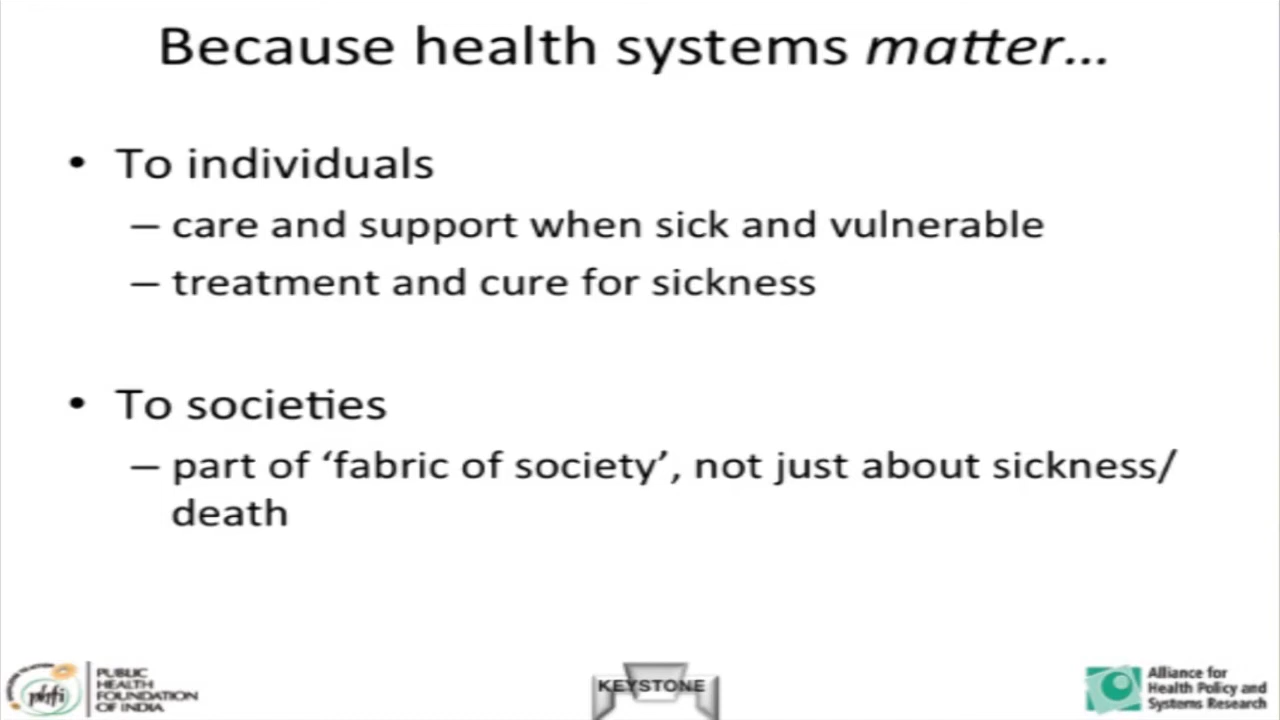 Because health systems matter...
• To individuals
– care and support when sick and vulnerable
– treatment and cure for sickness
• To societies
– part of ‘fabric of society’, not just about sickness/
death
phfi
PUBLIC
HEALTH
FOUNDATION
OF INDIA
KEYSTONE
Alliance for
Health Policy and
Systems Research